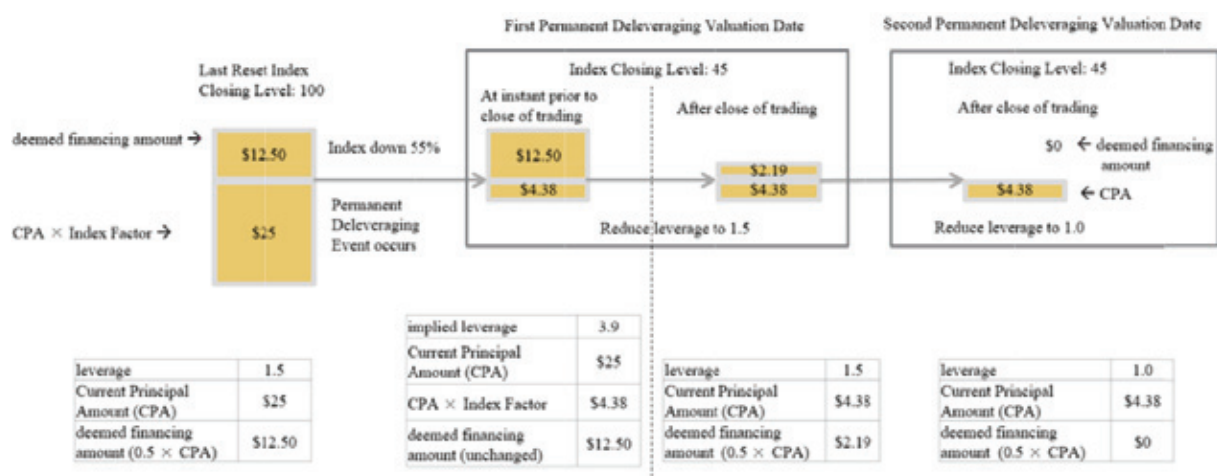 First Permanent Deleveraging Valuation Date
Second Permanent Deleveraging Valuation Date
Last Reset Index
Closing Level: 100
deemed financing amount →
$12.50
CPA × Index Factor →
$25
Index down 55%
Permanent
Deleveraging
Event occurs
Index Closing Level: 45
At instant prior to
close of trading
$12.50
$4.38
After close of trading
$2.19
$4.38
Reduce leverage to 1.5
Index Closing Level: 45
After close of trading
$0 ← deemed financing
amount
$4.38 ← CPA
Reduce leverage to 1.0
leverage 1.5
Current Principal
Amount (CPA) $25
deemed financing
amount (0.5 × CPA) $12.50
implied leverage 3.9
Current Principal
Amount (CPA) $25
CPA × Index Factor $4.38
deemed financing
amount (unchanged) $12.50
leverage 1.5
Current Principal
Amount (CPA) $4.38
deemed financing
amount (0.5 × CPA) $2.19
leverage 1.0
Current Principal
Amount (CPA) $4.38
deemed financing
amount (0.5 × CPA) $0